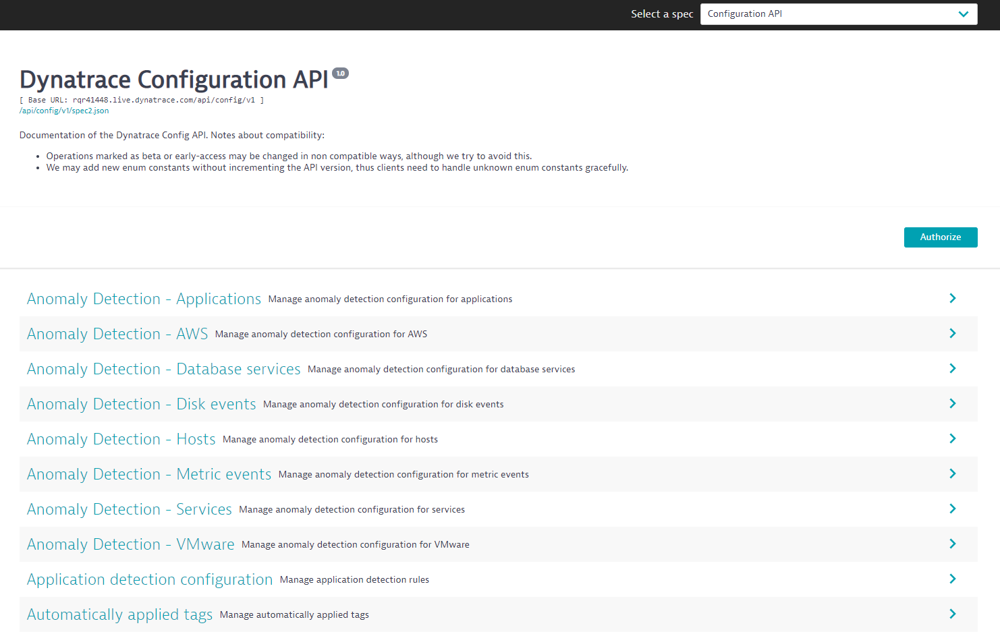 Select a spec Configuration API
Dynatrace Configuration API 1.0
[ Base URL: rqr41448.live.dynatrace.com/api/config/v1 ]
/api/config/v1/spec2.json
Documentation of the Dynatrace Config API. Notes about compatibility:
• Operations marked as beta or early-access may be changed in non compatible ways, although we try to avoid this.
• We may add new enum constants without incrementing the API version, thus clients need to handle unknown enum constants gracefully.
Authorize
Anomaly Detection - Applications Manage anomaly detection configuration for applications
Anomaly Detection - AWS Manage anomaly detection configuration for AWS
Anomaly Detection - Database services Manage anomaly detection configuration for database services
Anomaly Detection - Disk events Manage anomaly detection configuration for disk events
Anomaly Detection - Hosts Manage anomaly detection configuration for hosts
Anomaly Detection - Metric events Manage anomaly detection configuration for metric events
Anomaly Detection - Services Manage anomaly detection configuration for services
Anomaly Detection - VMware Manage anomaly detection configuration for VMware
Application detection configuration Manage application detection rules
Automatically applied tags Manage automatically applied tags